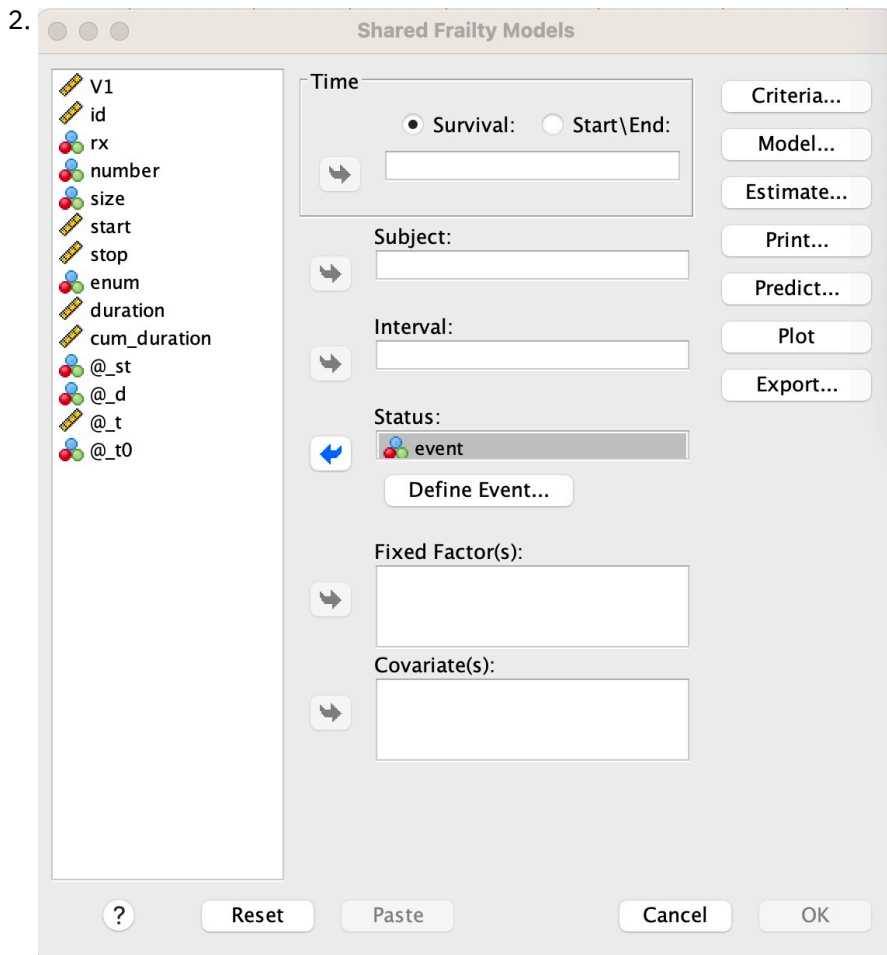 2.
Shared Frailty Models
V1
id
rx
number
size
start
stop
enum
duration
cum_duration
@_st
@_d
@_t
@_t0
Time
Survival:
Start\End:
Subject:
Interval:
Status:
event
Define Event...
Fixed Factor(s):
Covariate(s):
Criteria...
Model...
Estimate...
Print...
Predict...
Plot
Export...
?
Reset
Paste
Cancel
OK